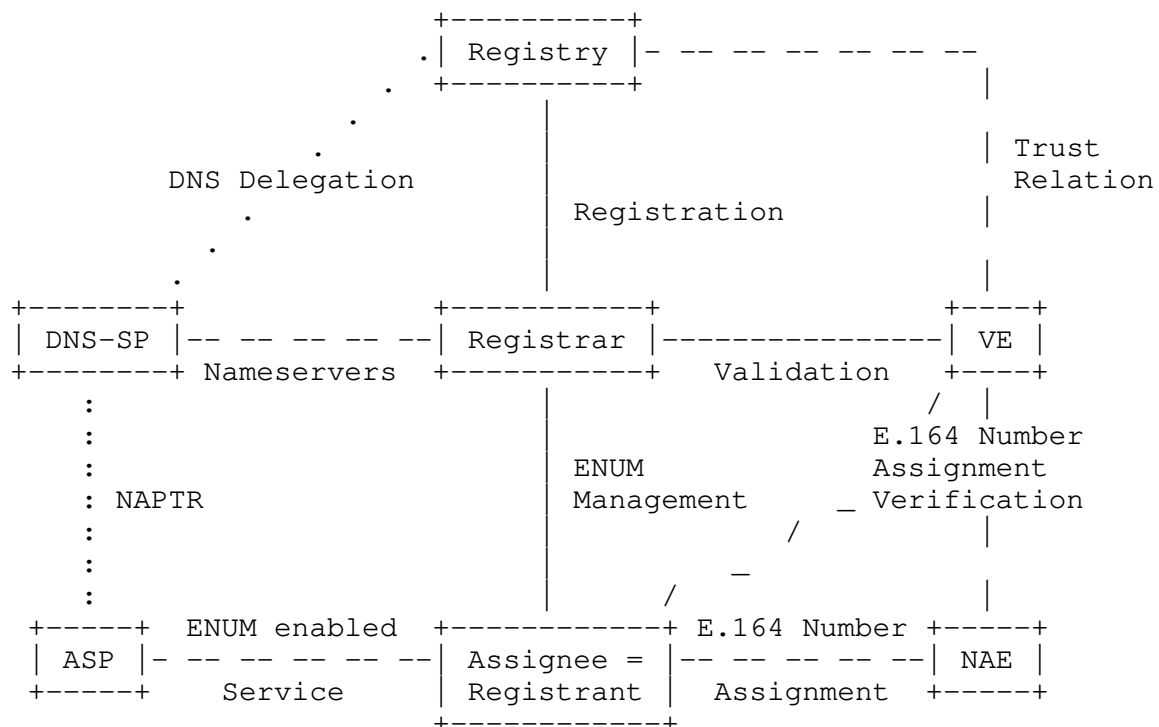 Registry
Trust
DNS Delegation Relation
Registration
DNS-SP Registrar VE
Nameservers Validation
E.164 Number
ENUM Assignment
NAPTR Management Verification
ENUM enabled E.164 Number
ASP Assignee = NAE
Service Registrant Assignment